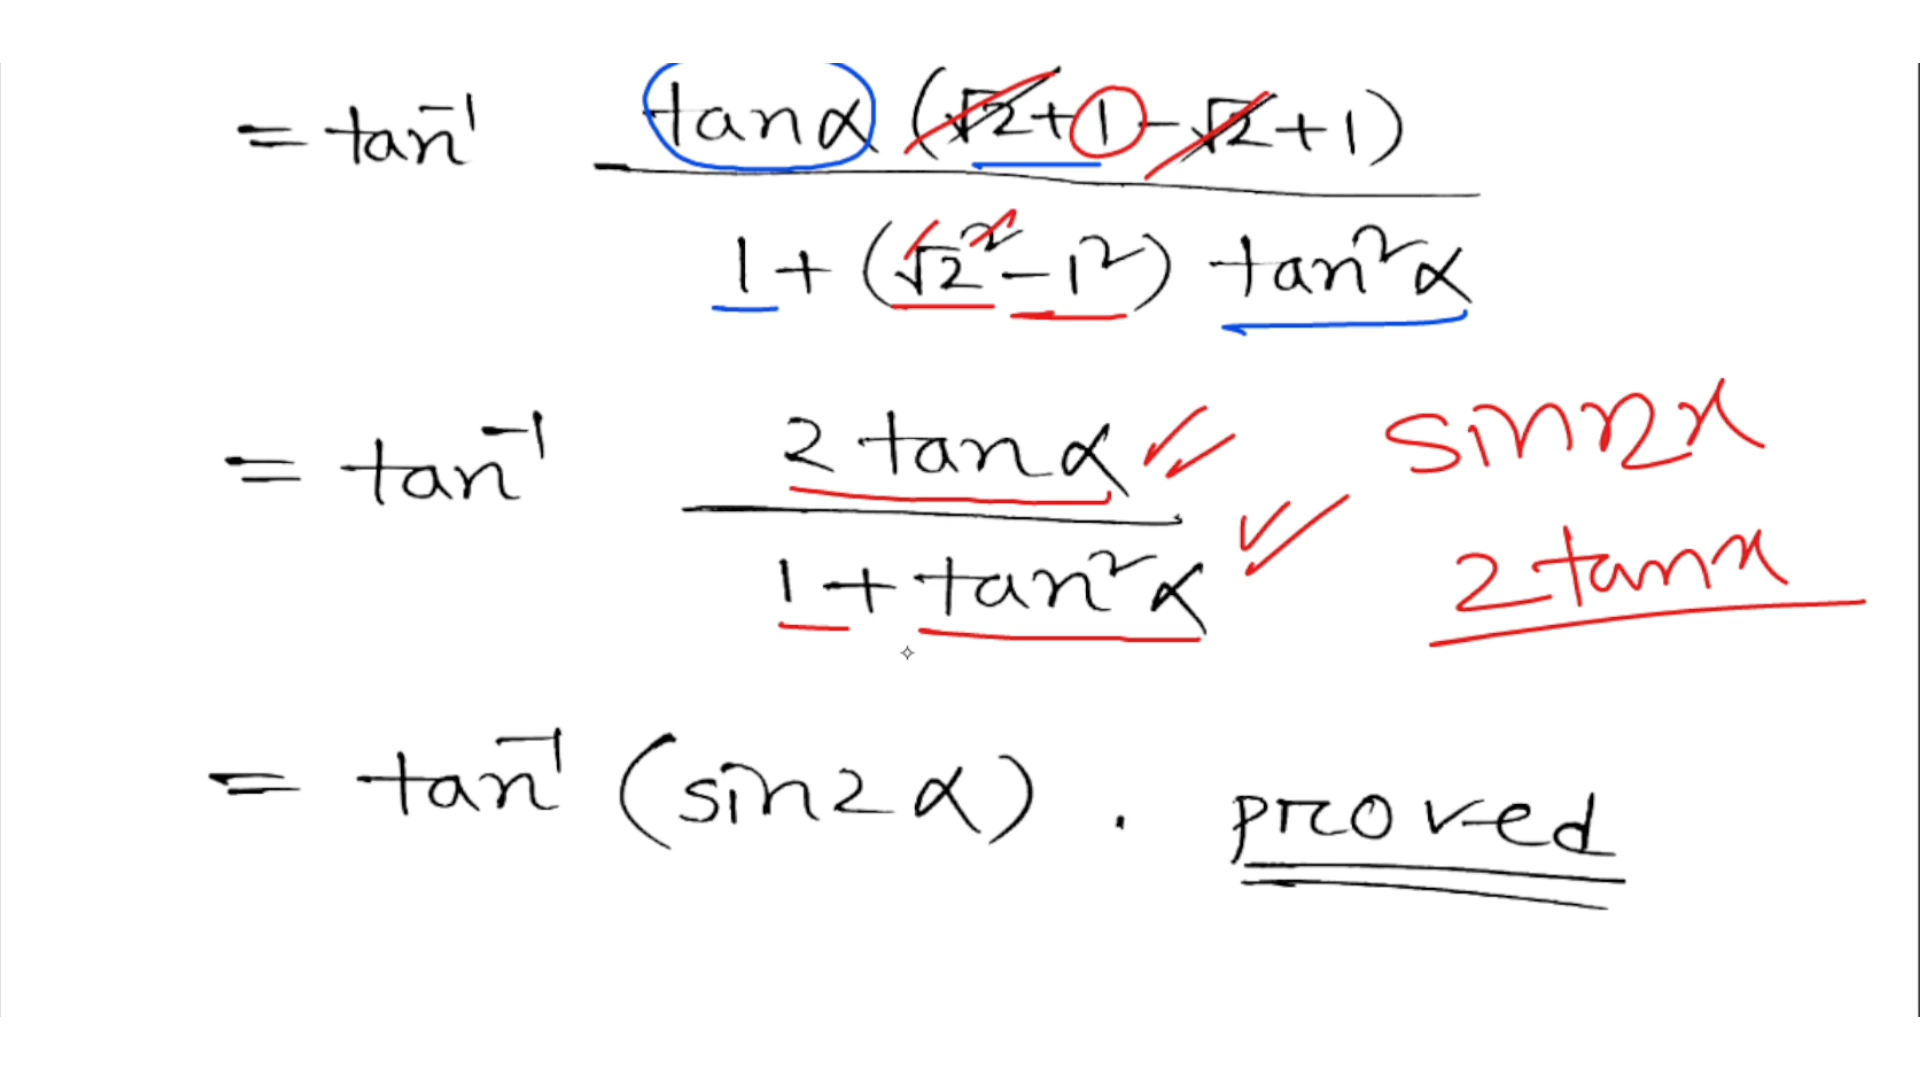 = tan⁻¹ tanα (√2+1-√2+1)
1 + (√2² - 1²) tan²α
= tan⁻¹ 2 tanα
1 + tan²α
sin2x
2 tanx
= tan⁻¹ (sin2α) . proved